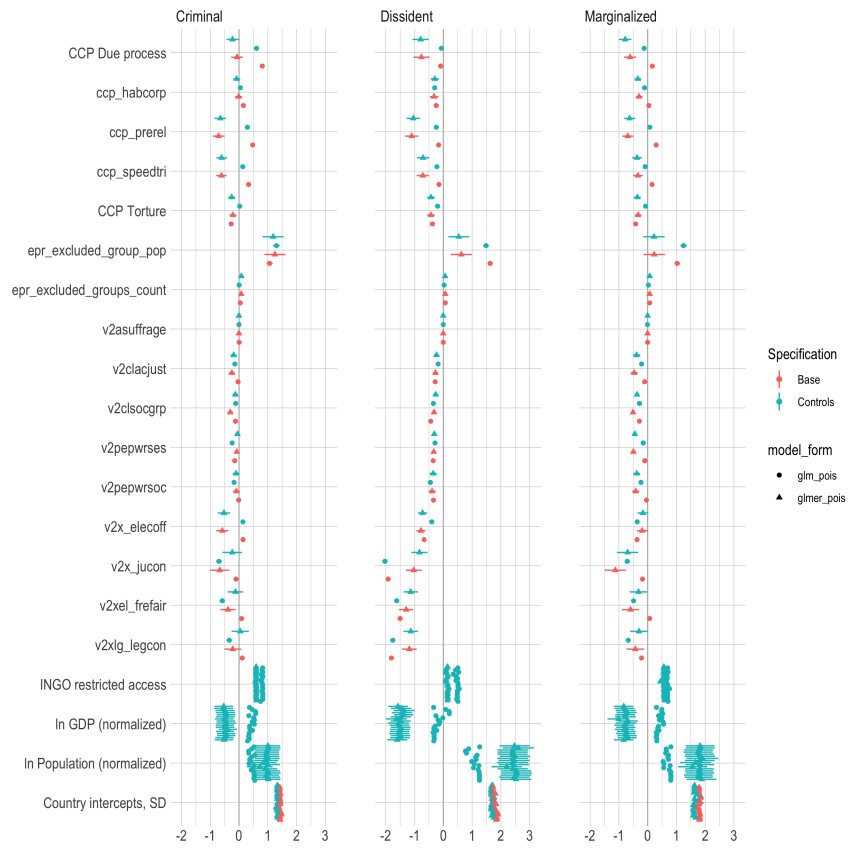 Criminal Dissident Marginalized
CCP Due process
ccp_habcorp
ccp_prerel
ccp_speedtri
CCP Torture
epr_excluded_group_pop
epr_excluded_groups_count
v2asuffrage
v2clacjust
v2clsocgrp
v2pepwrses
v2pepwrsoc
v2x_elecoff
v2x_jucon
v2xel_frefair
v2xlg_legcon
INGO restricted access
ln GDP (normalized)
ln Population (normalized)
Country intercepts, SD
-2 -1 0 1 2 3 -2 -1 0 1 2 3 -2 -1 0 1 2 3
Specification
Base
Controls
model_form
glm_pois
glmer_pois